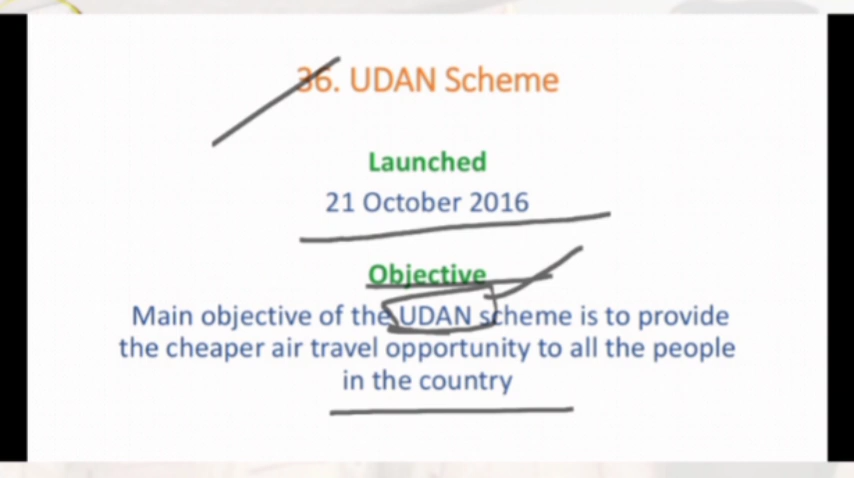 36. UDAN Scheme
Launched
21 October 2016
Objective
Main objective of the UDAN scheme is to provide
the cheaper air travel opportunity to all the people
in the country